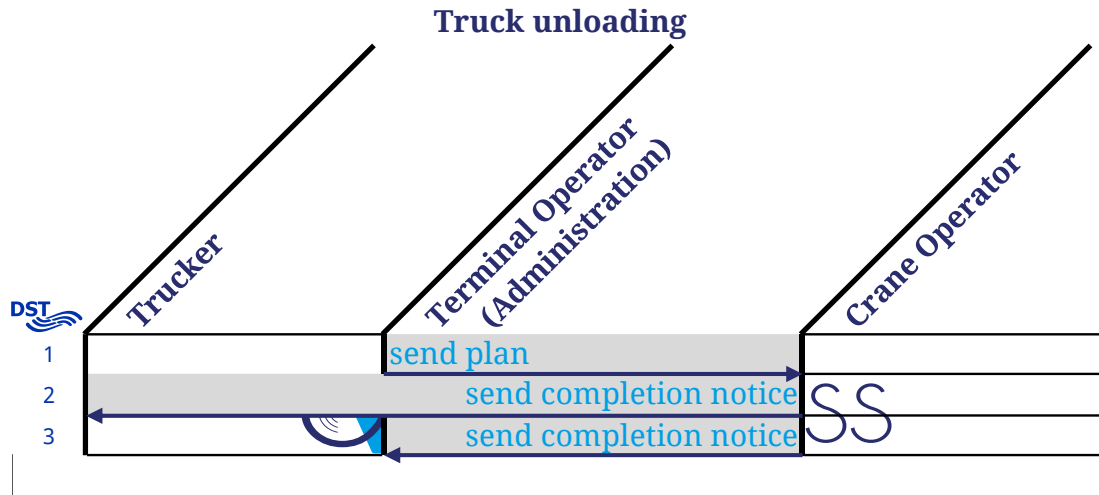 Truck unloading
Trucker
Terminal Operator
(Administration)
Crane Operator
DST
1
send plan
2
send completion notice
SS
3
send completion notice